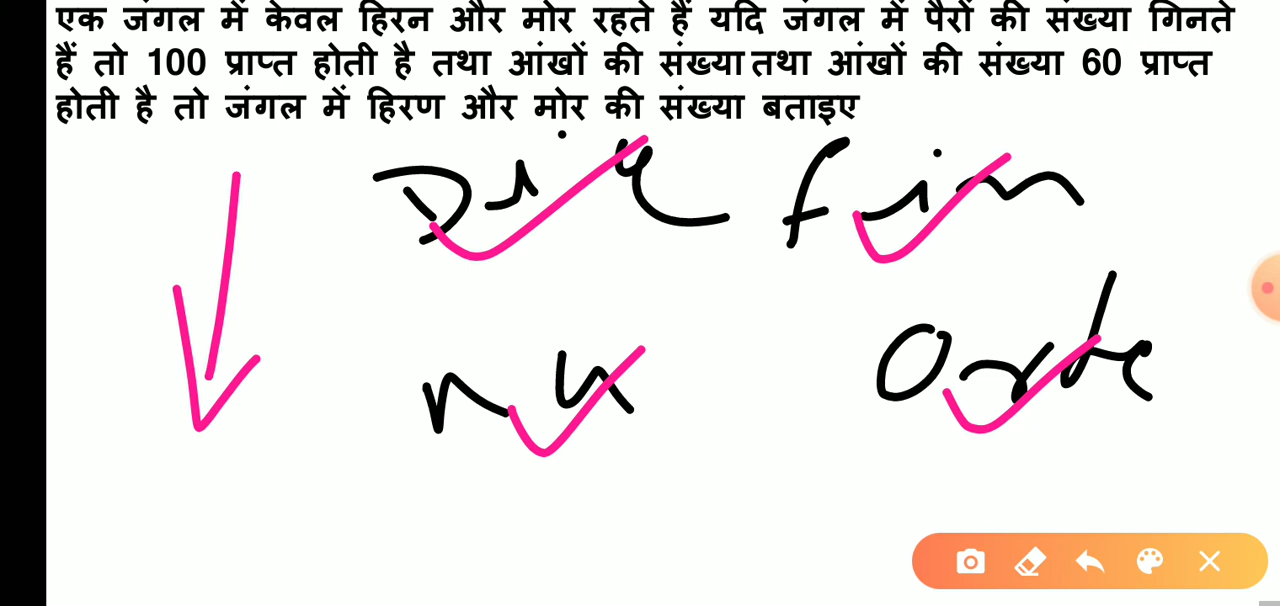 एक जंगल में केवल हिरन और मोर रहते हैं यदि जंगल में पैरों की संख्या गिनते
हैं तो 100 प्राप्त होती है तथा आंखों की संख्या तथा आंखों की संख्या 60 प्राप्त
होती है तो जंगल में हिरण और मोर की संख्या बताइए